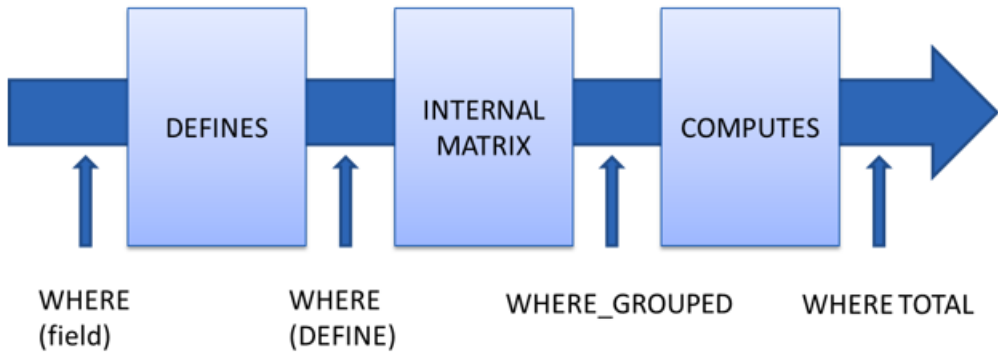 DEFINES
INTERNAL
MATRIX
COMPUTES
WHERE
(field)
WHERE
(DEFINE)
WHERE_GROUPED
WHERE TOTAL